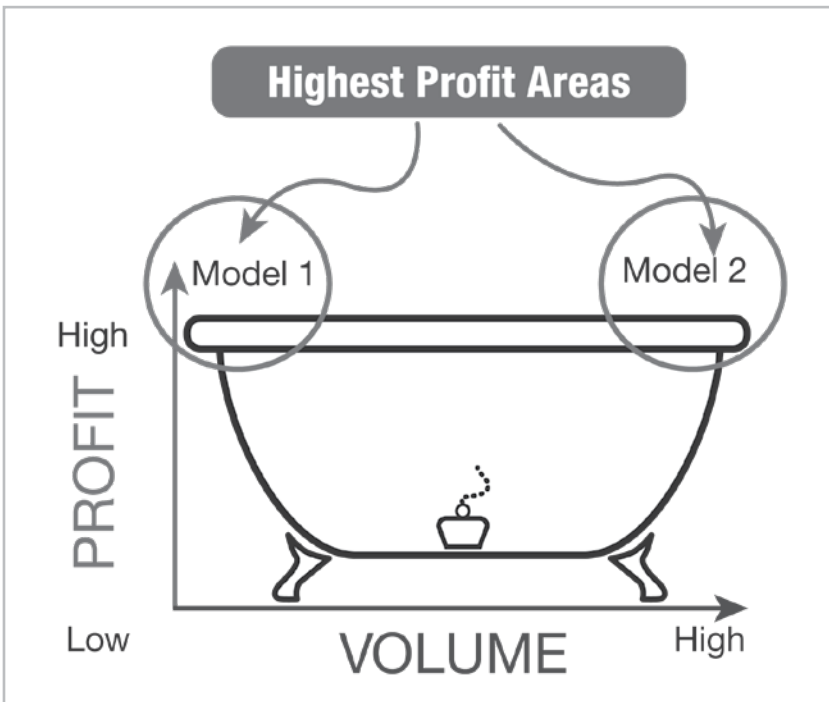 Highest Profit Areas
Model 1
Model 2
High
PROFIT
Low
VOLUME
High